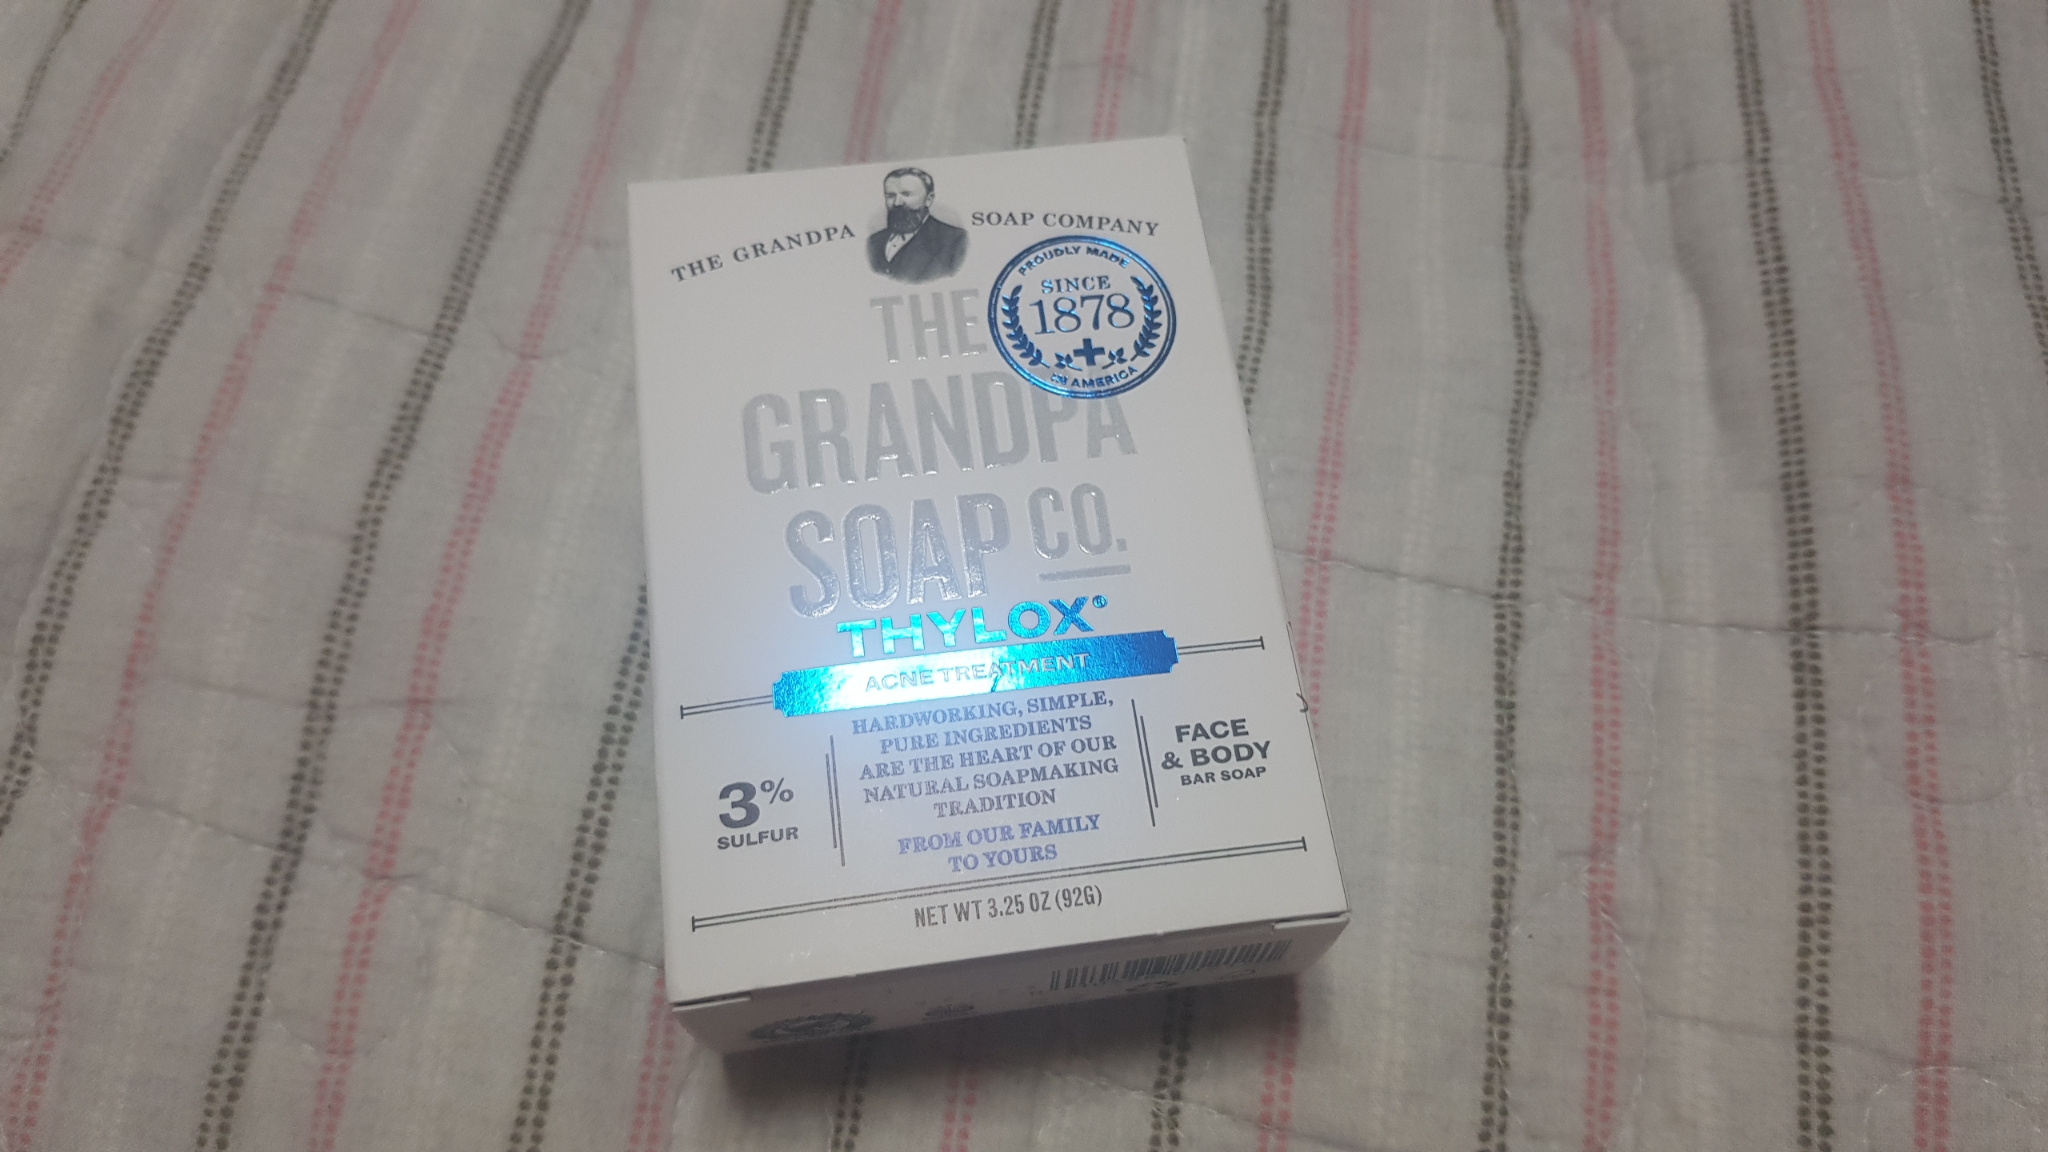 THE GRANDPA SOAP COMPANY
PROUDLY MADE
SINCE
1878
IN AMERICA
THE
GRANDPA
SOAP CO.
THYLOX®
ACNE TREATMENT
3%
SULFUR
HARDWORKING, SIMPLE,
PURE INGREDIENTS
ARE THE HEART OF OUR
NATURAL SOAPMAKING
TRADITION
FROM OUR FAMILY
TO YOURS
FACE
& BODY
BAR SOAP
NET WT 3.25 OZ (92G)